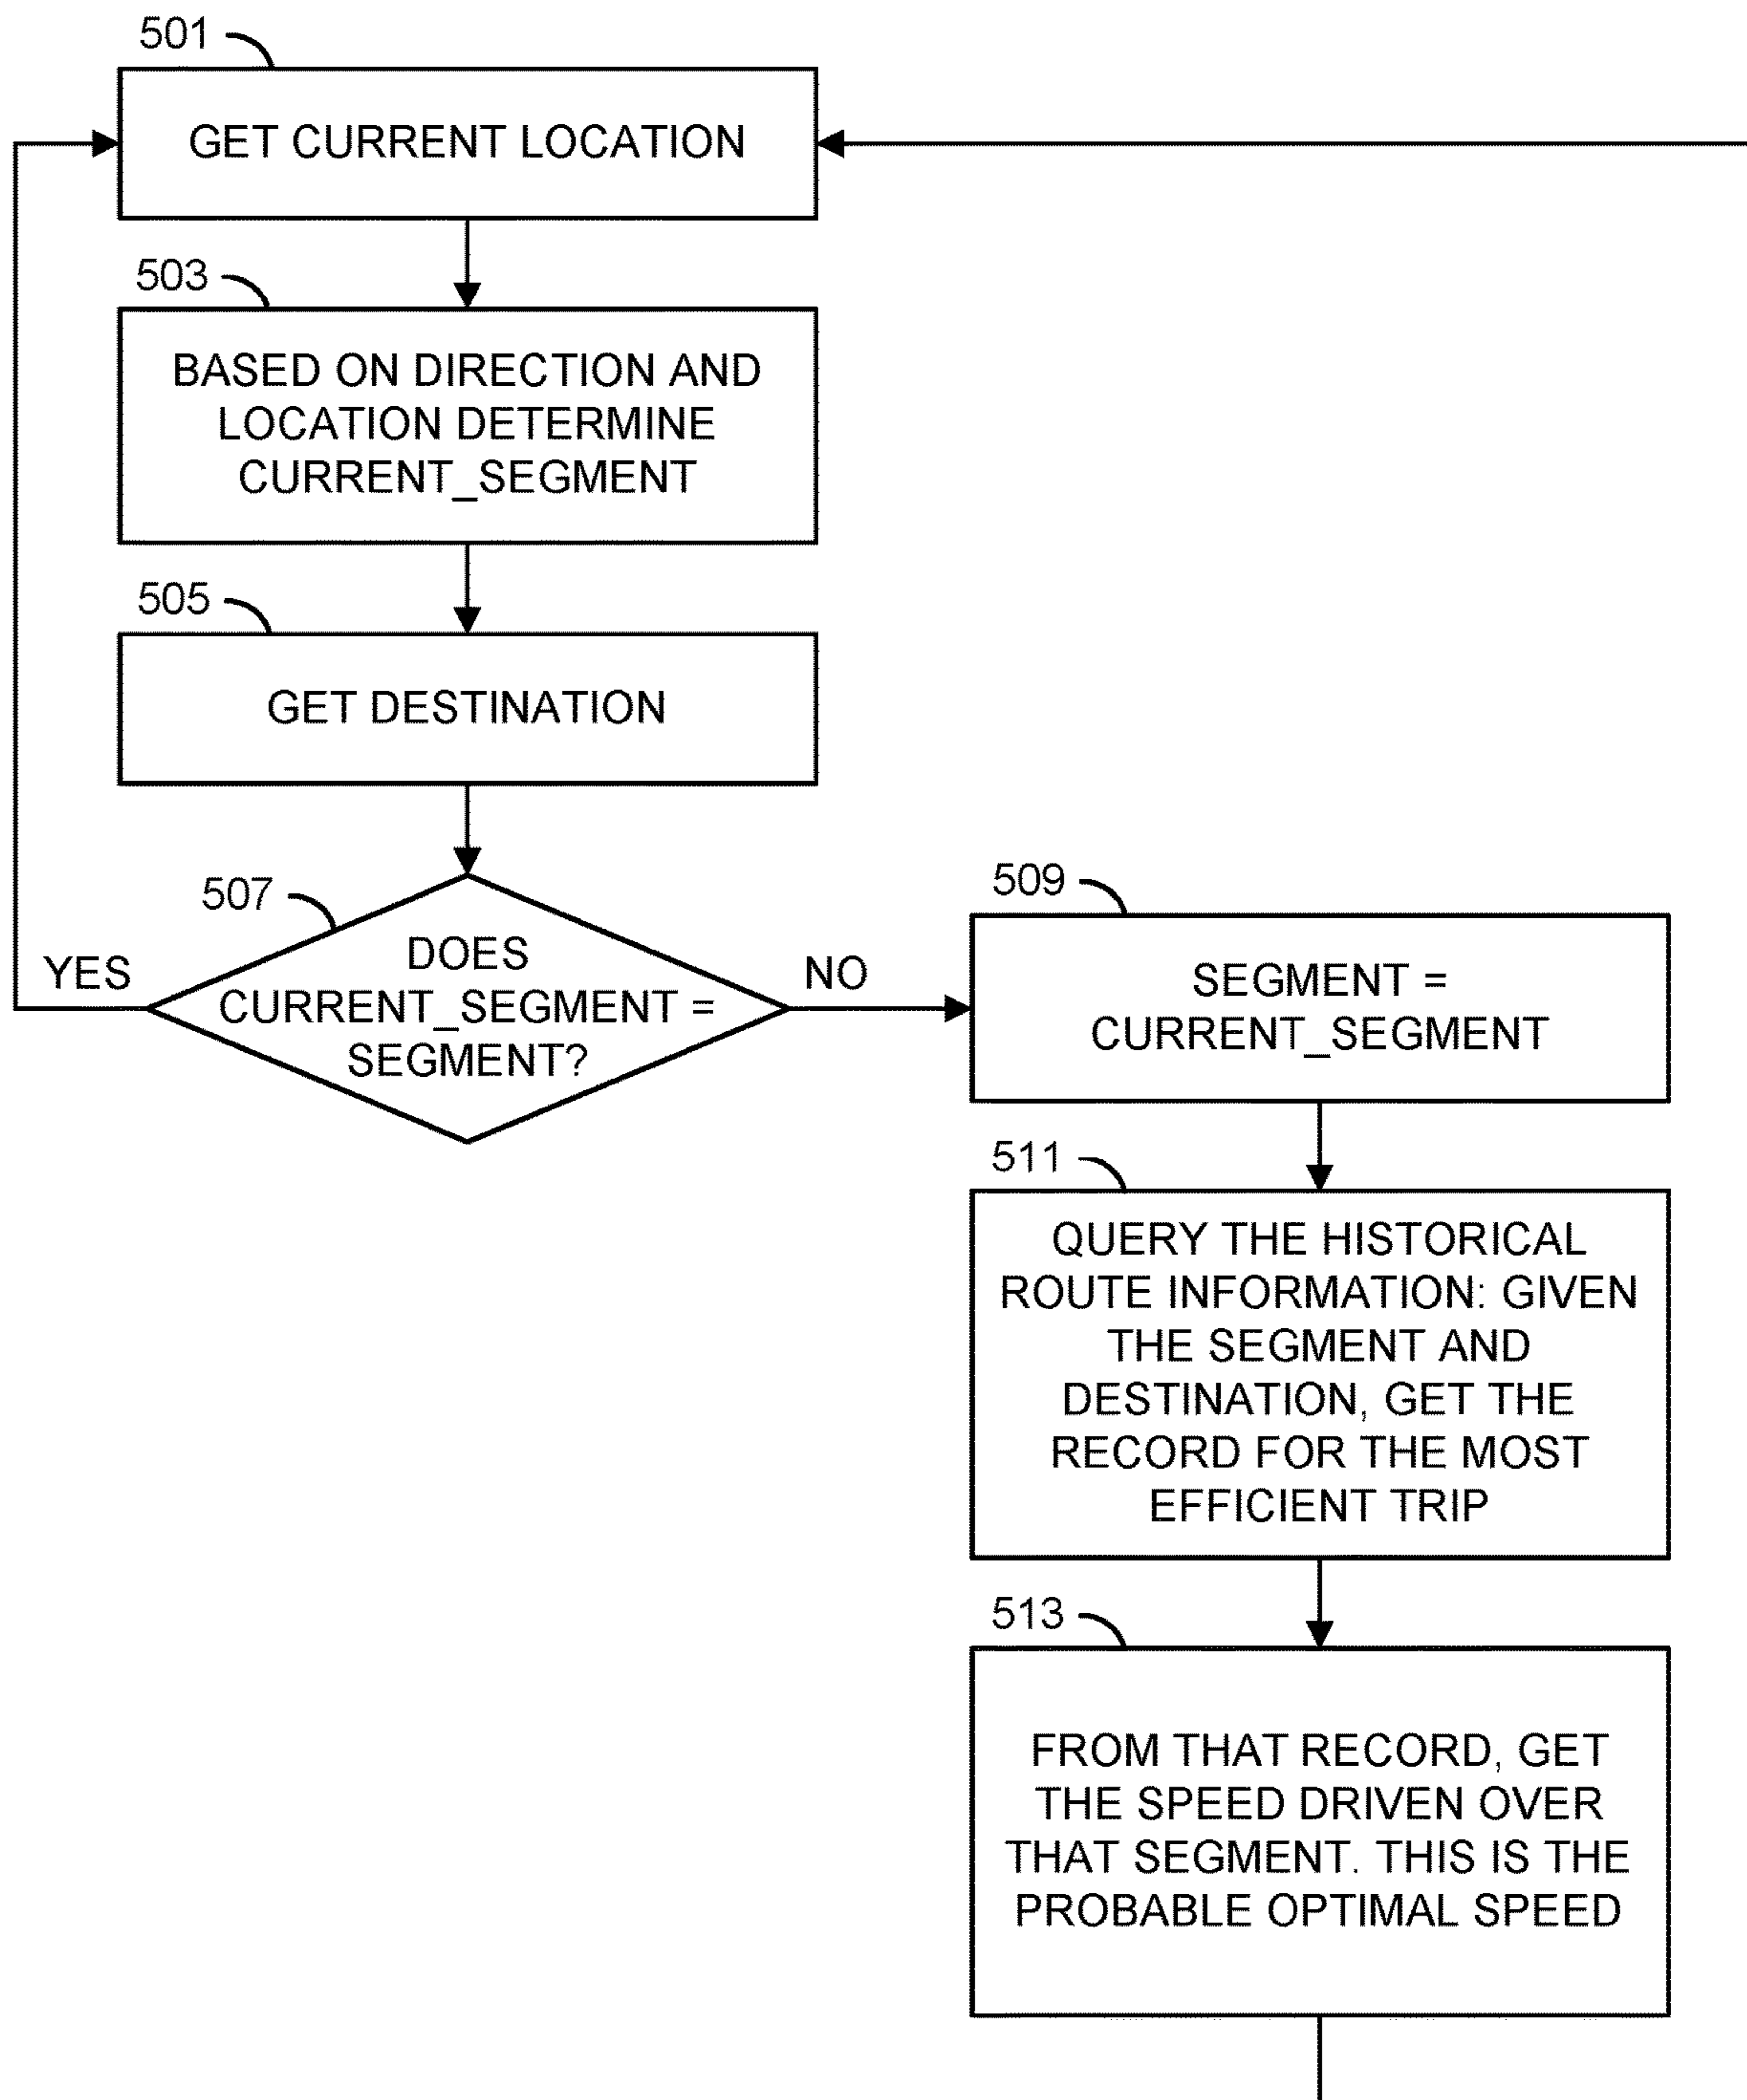 501
GET CURRENT LOCATION
503
BASED ON DIRECTION AND
LOCATION DETERMINE
CURRENT_SEGMENT
505
GET DESTINATION
507
DOES
CURRENT_SEGMENT =
SEGMENT?
YES
NO
509
SEGMENT =
CURRENT_SEGMENT
511
QUERY THE HISTORICAL
ROUTE INFORMATION: GIVEN
THE SEGMENT AND
DESTINATION, GET THE
RECORD FOR THE MOST
EFFICIENT TRIP
513
FROM THAT RECORD, GET
THE SPEED DRIVEN OVER
THAT SEGMENT. THIS IS THE
PROBABLE OPTIMAL SPEED